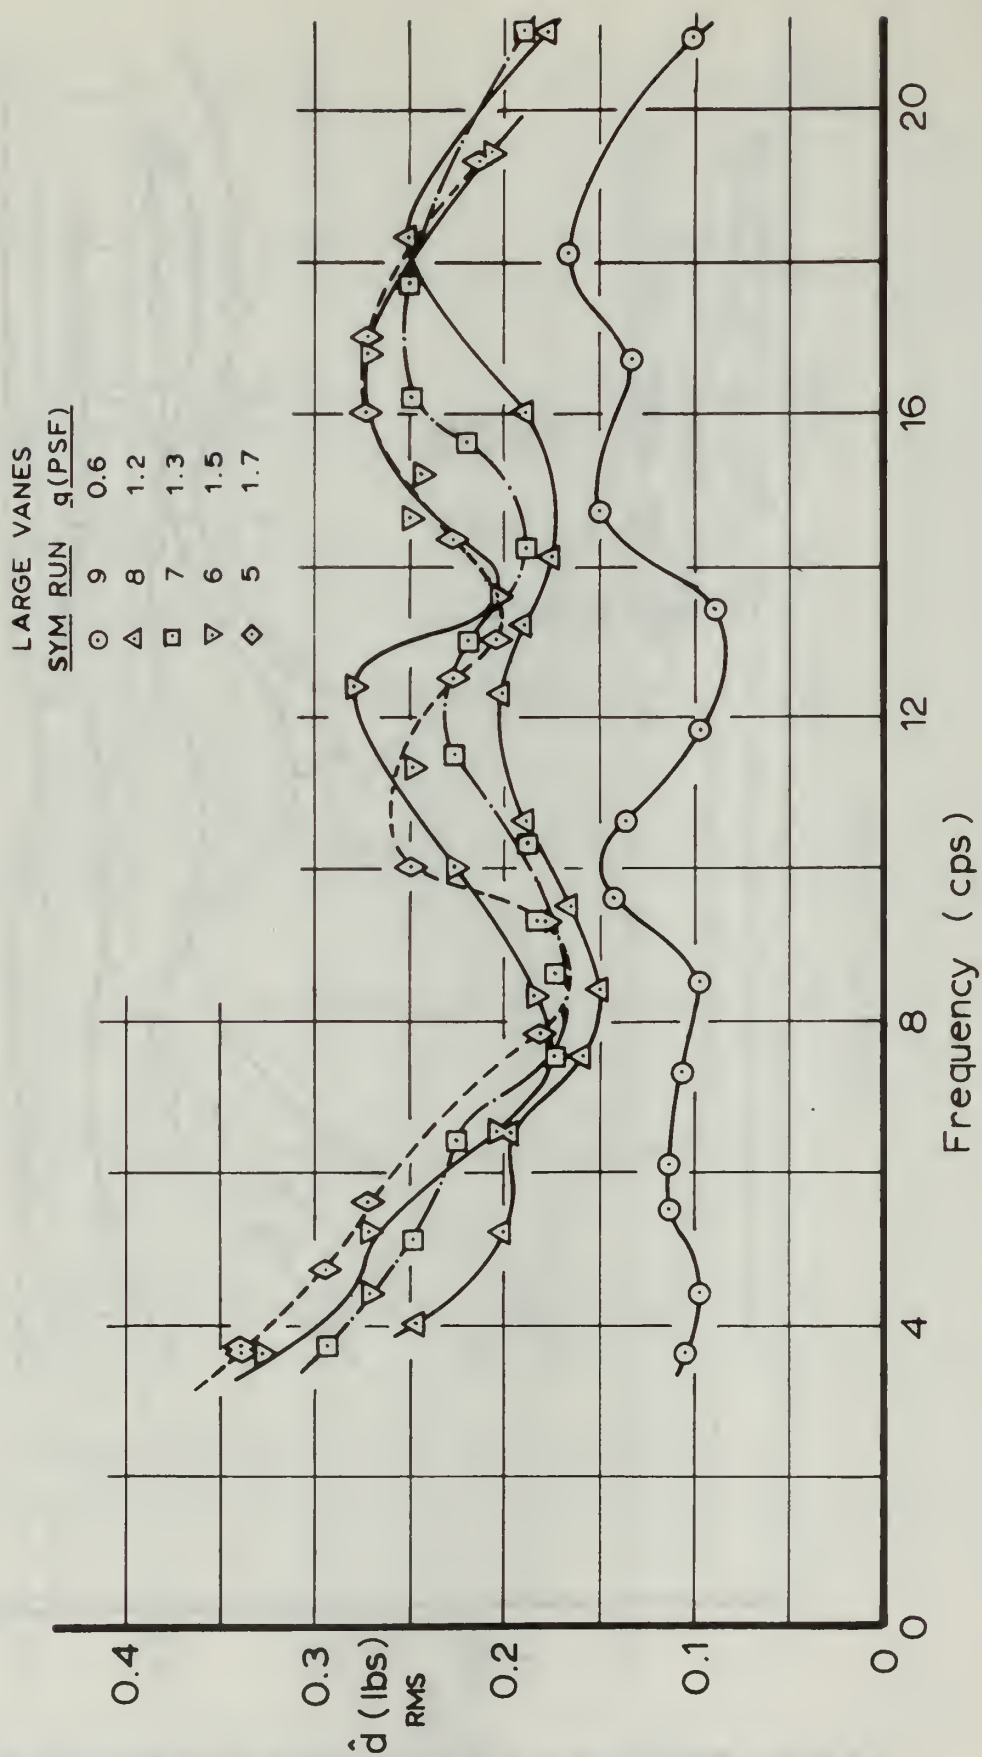 LARGE VANES
SYM RUN q(PSF)
9 0.6
8 1.2
7 1.3
6 1.5
5 1.7
0.4
0.3
d̂ (lbs)
RMS
0.2
0.1
0
0 4 8 12 16 20
Frequency (cps)